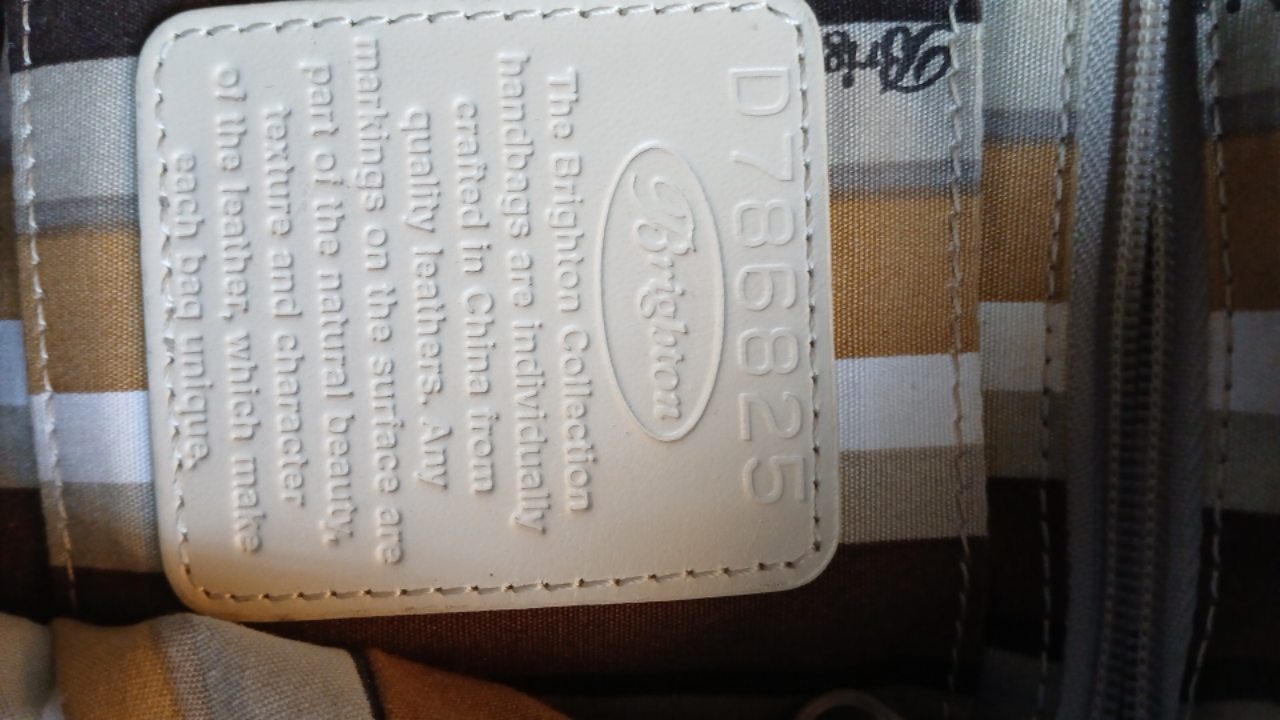 D786825
Brighton
The Brighton Collection
handbags are individually
crafted in China from
quality leathers. Any
markings on the surface are
part of the natural beauty,
texture and character
of the leather, which make
each bag unique.